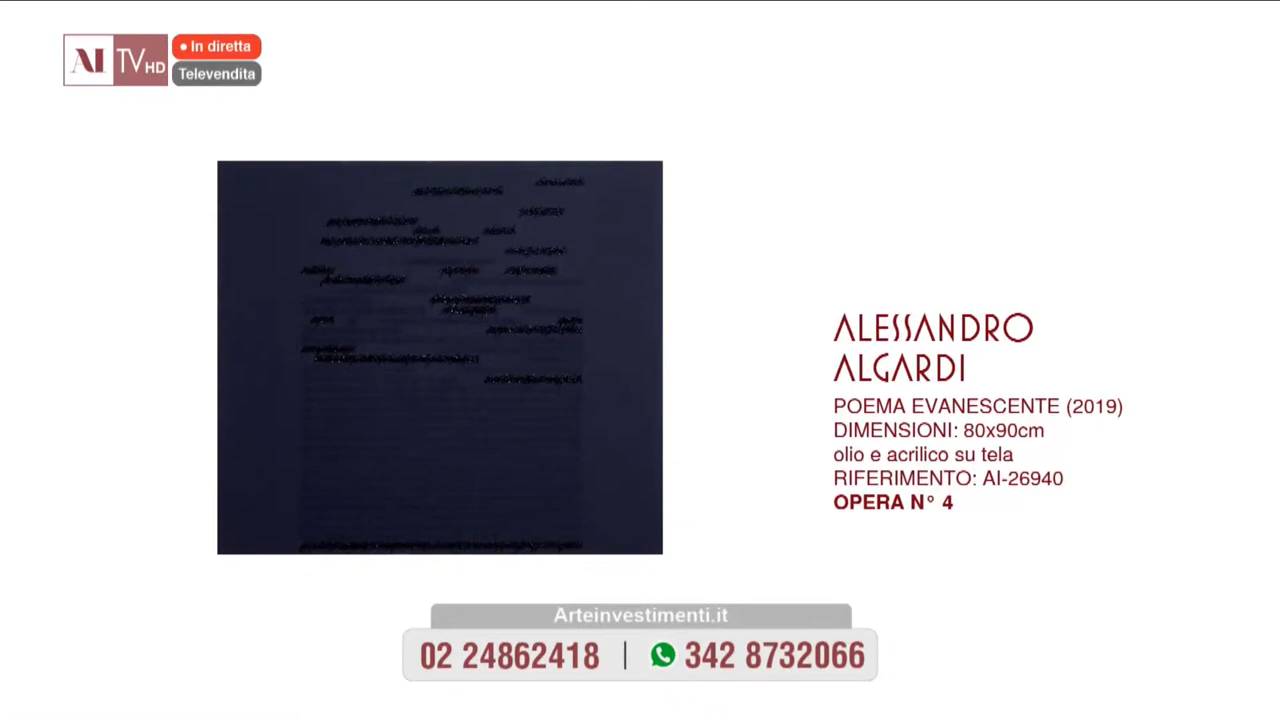 AI TV HD
• In diretta
Televendita
ALESSANDRO
ALGARDI
POEMA EVANESCENTE (2019)
DIMENSIONI: 80x90cm
olio e acrilico su tela
RIFERIMENTO: AI-26940
OPERA N° 4
Arteinvestimenti.it
02 24862418 | 342 8732066